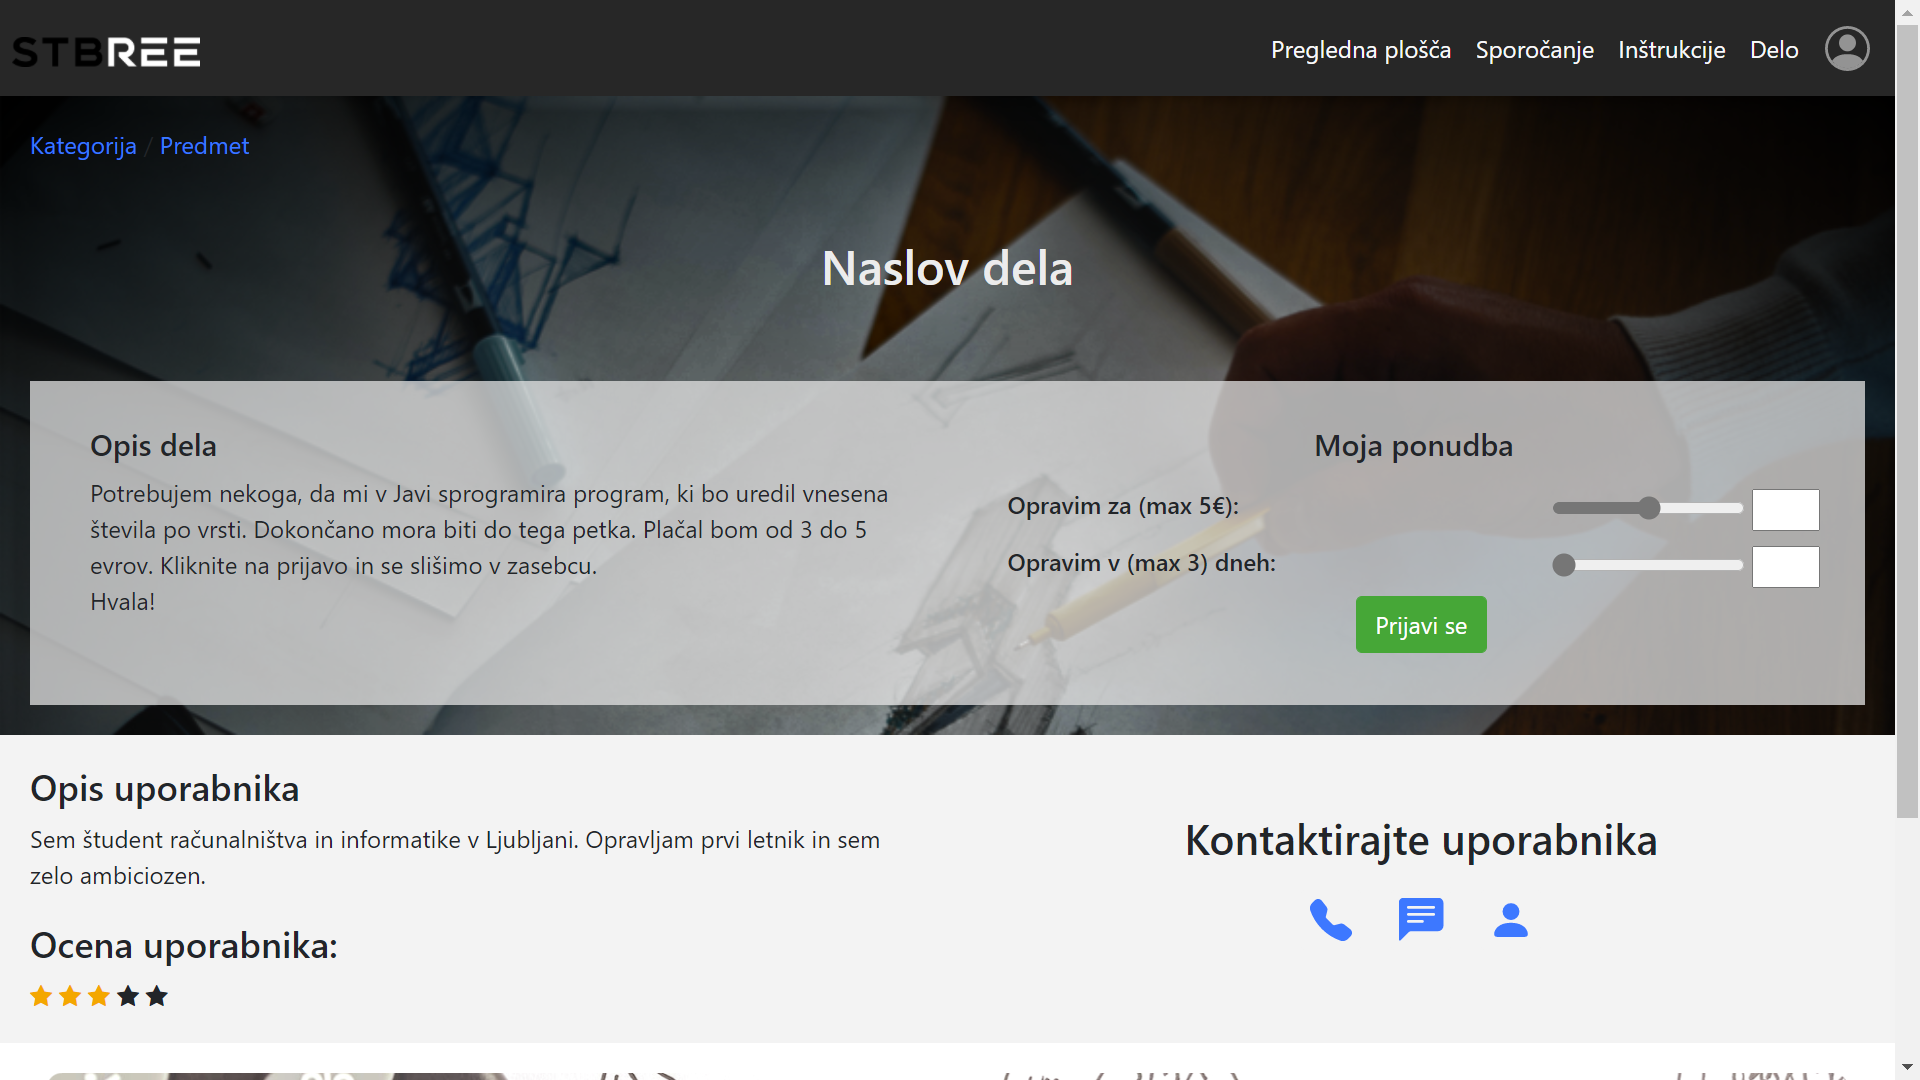 STBREE
Pregledna plošča Sporočanje Inštrukcije Delo
Kategorija / Predmet
Naslov dela
Opis dela
Potrebujem nekoga, da mi v Javi sprogramira program, ki bo uredil vnesena
števila po vrsti. Dokončano mora biti do tega petka. Plačal bom od 3 do 5
evrov. Kliknite na prijavo in se slišimo v zasebcu.
Hvala!
Moja ponudba
Opravim za (max 5€):
Opravim v (max 3) dneh:
Prijavi se
Opis uporabnika
Sem študent računalništva in informatike v Ljubljani. Opravljam prvi letnik in sem
zelo ambiciozen.
Ocena uporabnika:
Kontaktirajte uporabnika